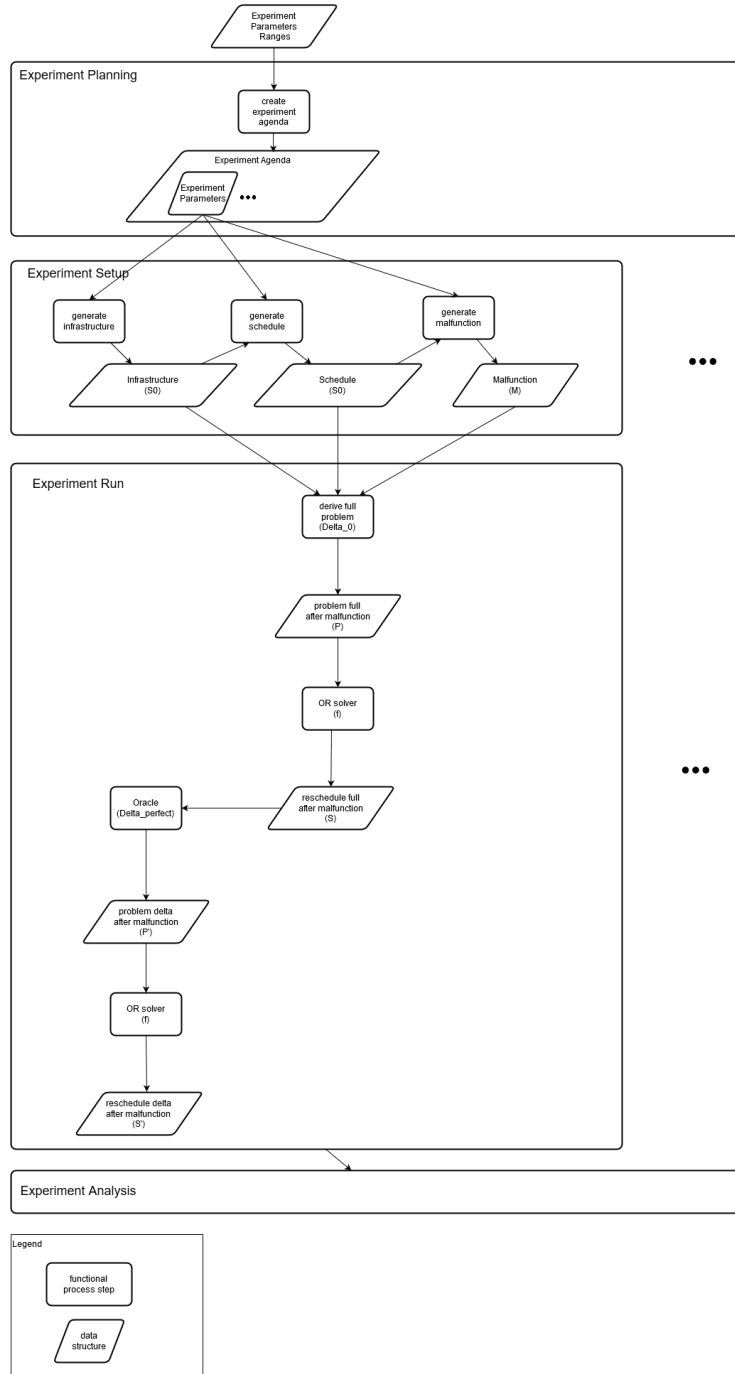 Experiment
Parameters
Ranges
Experiment Planning
create
experiment
agenda
Experiment Agenda
Experiment
Parameters
•••
Experiment Setup
generate
infrastructure
generate
schedule
generate
malfunction
Infrastructure
(S0)
Schedule
(S0)
Malfunction
(M)
•••
Experiment Run
derive full
problem
(Delta_0)
problem full
after malfunction
(P)
OR solver
(f)
•••
Oracle
(Delta_perfect)
reschedule full
after malfunction
(S)
problem delta
after malfunction
(P')
OR solver
(f)
reschedule delta
after malfunction
(S')
Experiment Analysis
Legend
functional
process step
data
structure